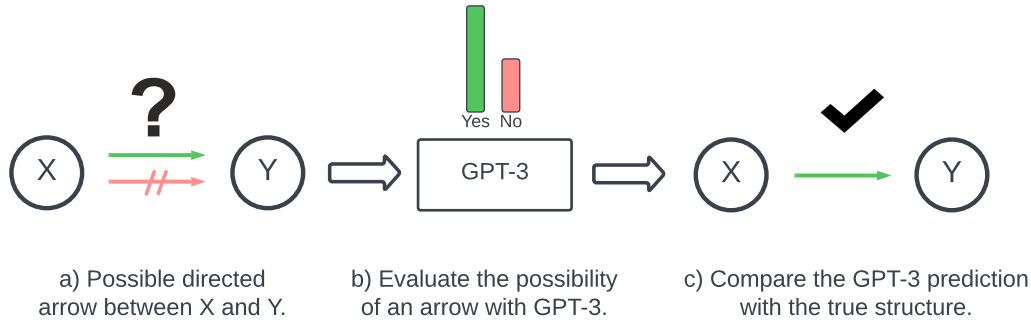 ?
Yes No
X
Y
GPT-3
X
Y
a) Possible directed
arrow between X and Y.
b) Evaluate the possibility
of an arrow with GPT-3.
c) Compare the GPT-3 prediction
with the true structure.